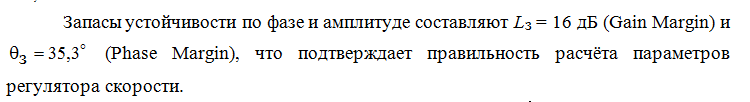 Запасы устойчивости по фазе и амплитуде составляют L₃ = 16 дБ (Gain Margin) и
θ₃ = 35,3° (Phase Margin), что подтверждает правильность расчёта параметров
регулятора скорости.